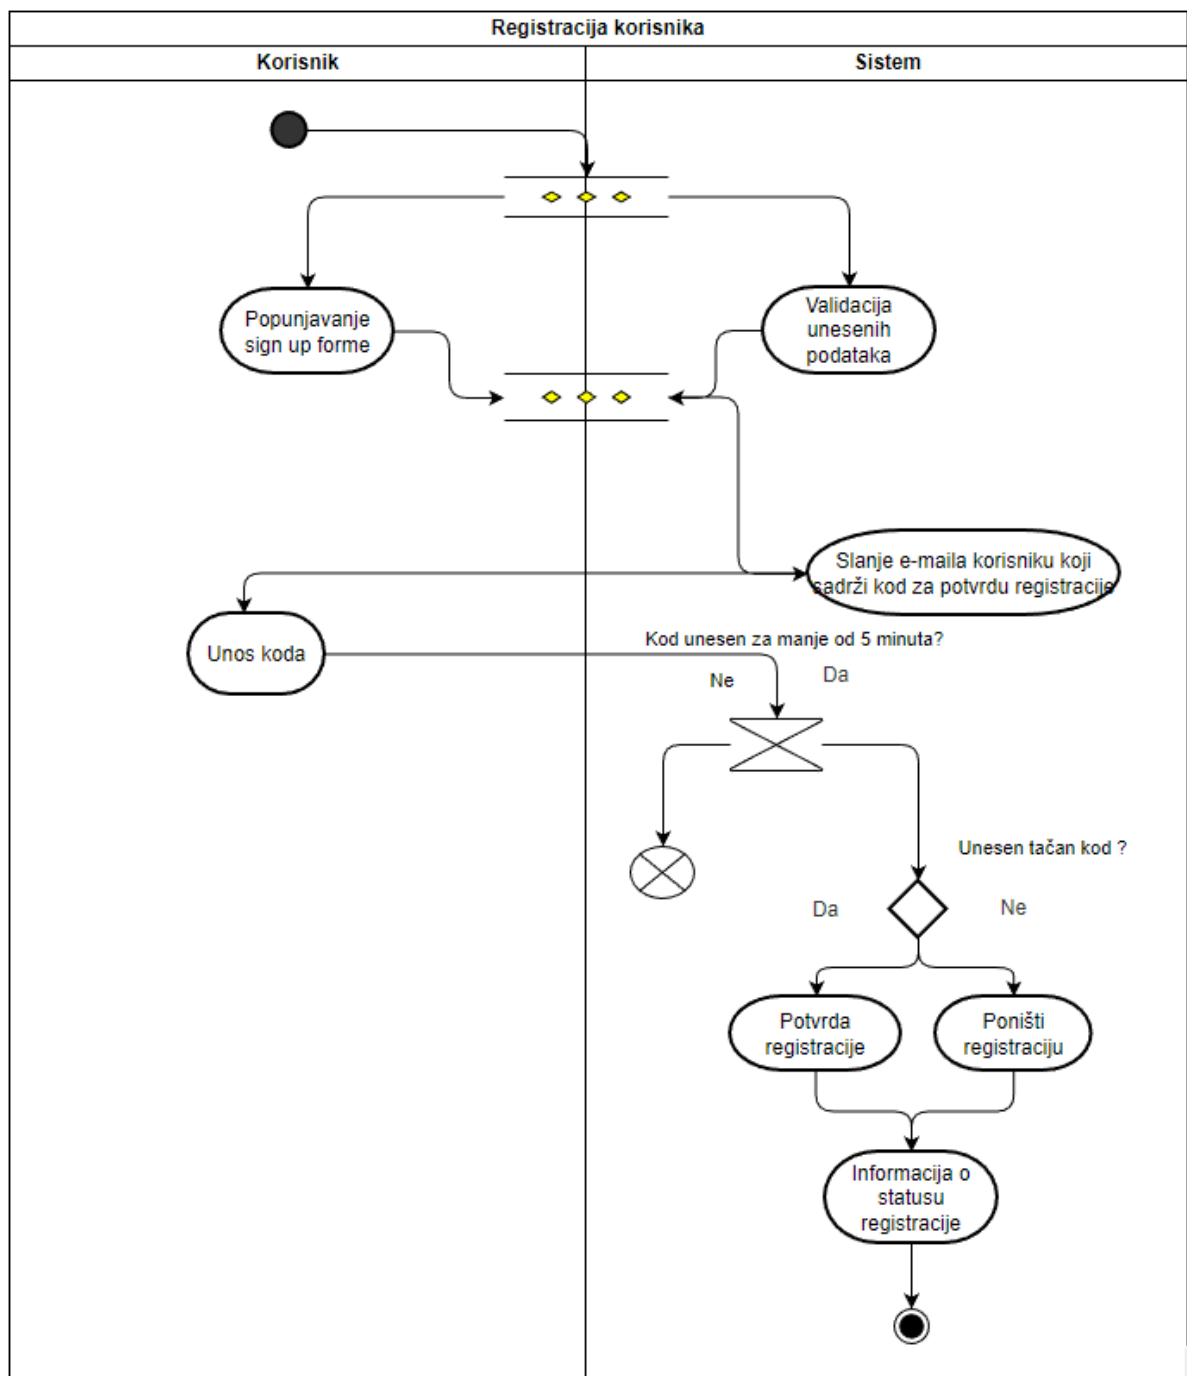 Registracija korisnika
Korisnik
Sistem
Popunjavanje
sign up forme
Validacija
unesenih
podataka
Slanje e-maila korisniku koji
sadrži kod za potvrdu registracije
Unos koda
Kod unesen za manje od 5 minuta?
Ne
Da
Unesen tačan kod ?
Da
Ne
Potvrda
registracije
Poništi
registraciju
Informacija o
statusu
registracije